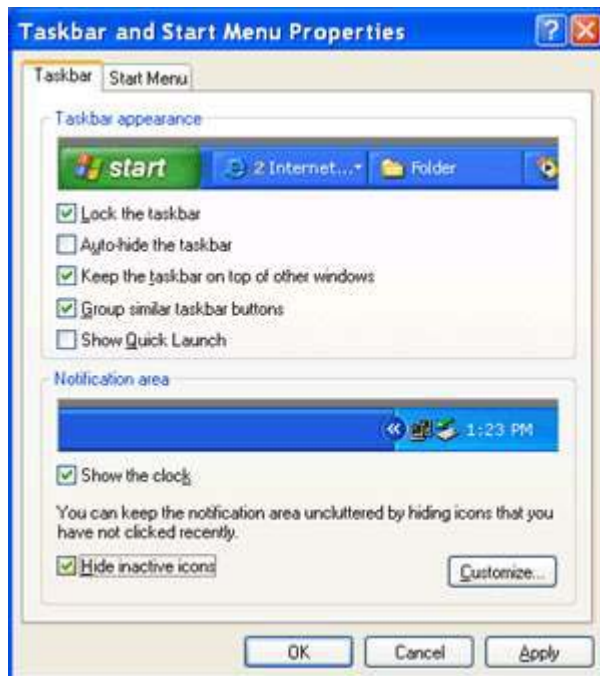 Taskbar and Start Menu Properties
Taskbar Start Menu
Taskbar appearance
start 2 Internet... Folder
Lock the taskbar
Auto-hide the taskbar
Keep the taskbar on top of other windows
Group similar taskbar buttons
Show Quick Launch
Notification area
1:23 PM
Show the clock
You can keep the notification area uncluttered by hiding icons that you
have not clicked recently.
Hide inactive icons Customize...
OK Cancel Apply